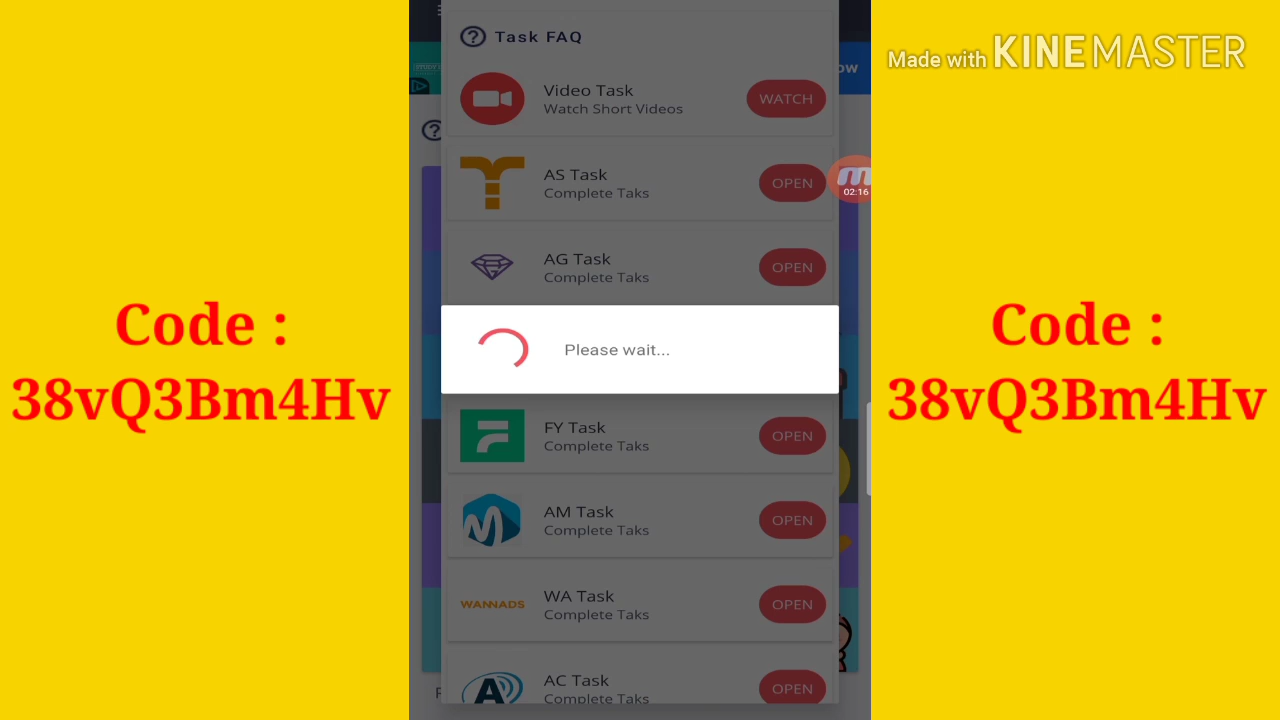 Made with KINEMASTER
Task FAQ
OW
Video Task
Watch Short Videos
WATCH
AS Task
Complete Taks
OPEN
02:16
AG Task
Complete Taks
OPEN
Code :
38vQ3Bm4Hv
Please wait...
Code :
38vQ3Bm4Hv
FY Task
Complete Taks
OPEN
AM Task
Complete Taks
OPEN
WANNADS
WA Task
Complete Taks
OPEN
AC Task
Complete Taks
OPEN